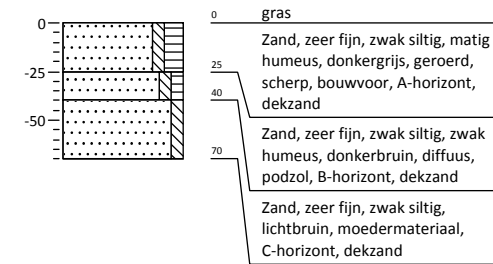 0
-25
-50
0
gras
25
Zand, zeer fijn, zwak siltig, matig
humeus, donkergrijs, geroerd,
scherp, bouwvoor, A-horizont,
dekzand
40
Zand, zeer fijn, zwak siltig, zwak
humeus, donkerbruin, diffuus,
podzol, B-horizont, dekzand
70
Zand, zeer fijn, zwak siltig,
lichtbruin, moedermateriaal,
C-horizont, dekzand